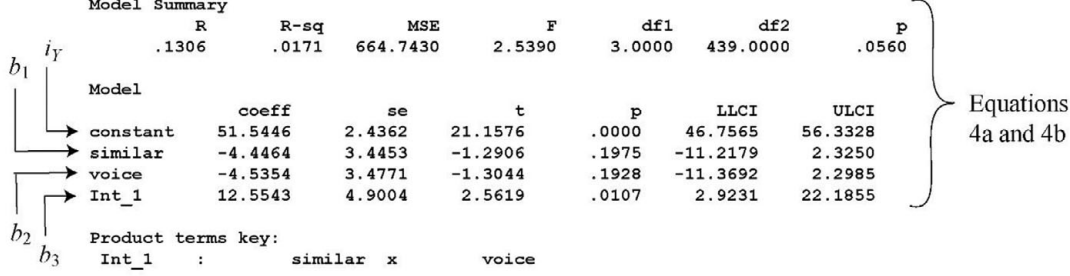 Model Summary
R R-sq MSE F df1 df2 p
.1306 .0171 664.7430 2.5390 3.0000 439.0000 .0560
i_Y
b_1
Model
coeff se t p LLCI ULCI
constant 51.5446 2.4362 21.1576 .0000 46.7565 56.3328
similar -4.4464 3.4453 -1.2906 .1975 -11.2179 2.3250
voice -4.5354 3.4771 -1.3044 .1928 -11.3692 2.2985
Int_1 12.5543 4.9004 2.5619 .0107 2.9231 22.1855
Equations
4a and 4b
b_2
b_3
Product terms key:
Int_1 : similar x voice